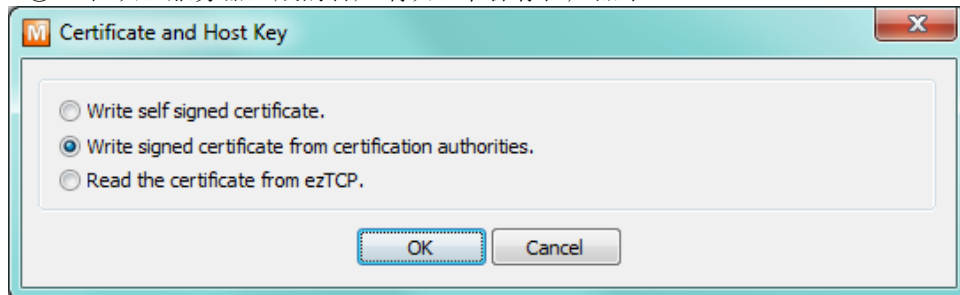 Certificate and Host Key
Write self signed certificate.
Write signed certificate from certification authorities.
Read the certificate from ezTCP.
OK Cancel